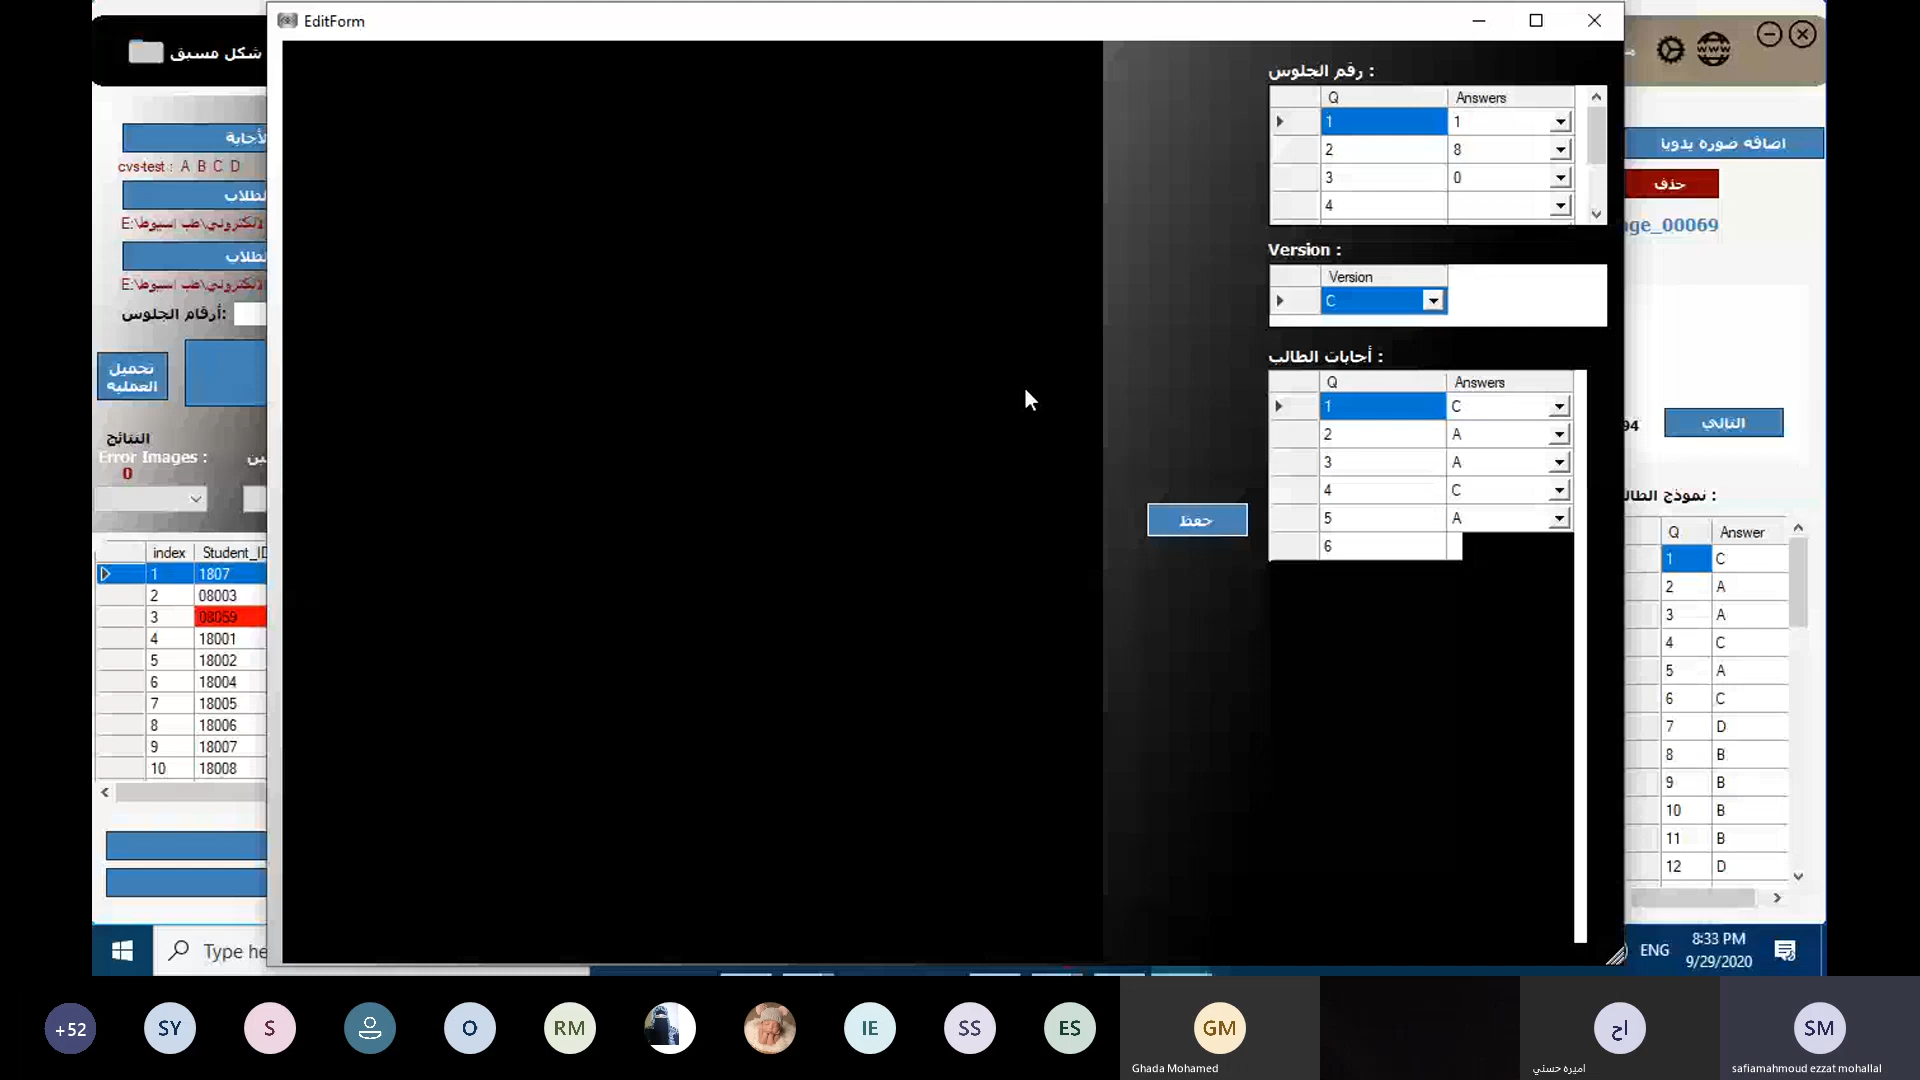 EditForm
شكل مسبق
رقم الجلوس :
Q Answers
1 1
2 8
3 0
4
Version :
Version
C
أجابات الطالب :
Q Answers
1 C
2 A
3 A
4 C
5 A
6
حفظ
cvs-test : A B C D
أرقام الجلوس:
تحميل
العمليه
النتائج
Error Images :
0
index Student_ID
1 1807
2 08003
3 08059
4 18001
5 18002
6 18004
7 18005
8 18006
9 18007
10 18008
اضافه صوره يدويا
حذف
ge_00069
94
التالي
Q Answer
1 C
2 A
3 A
4 C
5 A
6 C
7 D
8 B
9 B
10 B
11 B
12 D
Type he
ENG
8:33 PM
9/29/2020
+52
SY
S
O
RM
IE
SS
ES
GM
Ghada Mohamed
اح
اميره حسني
SM
safiamahmoud ezzat mohallal